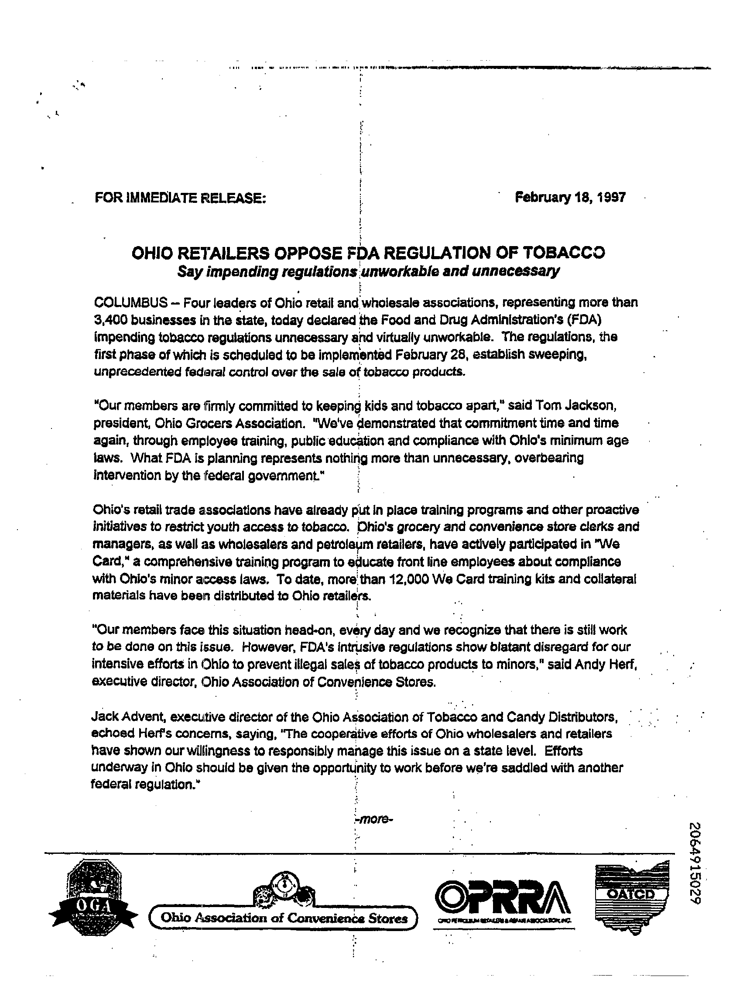 FOR IMMEDIATE RELEASE: February 18, 1997
OHIO RETAILERS OPPOSE FDA REGULATION OF TOBACCO
Say impending regulations unworkable and unnecessary
COLUMBUS -- Four leaders of Ohio retail and wholesale associations, representing more than
3,400 businesses in the state, today declared the Food and Drug Administration's (FDA)
impending tobacco regulations unnecessary and virtually unworkable. The regulations, the
first phase of which is scheduled to be implemented February 28, establish sweeping,
unprecedented federal control over the sale of tobacco products.
"Our members are firmly committed to keeping kids and tobacco apart," said Tom Jackson,
president, Ohio Grocers Association. "We've demonstrated that commitment time and time
again, through employee training, public education and compliance with Ohio's minimum age
laws. What FDA is planning represents nothing more than unnecessary, overbearing
intervention by the federal government."
Ohio's retail trade associations have already put in place training programs and other proactive
initiatives to restrict youth access to tobacco. Ohio's grocery and convenience store clerks and
managers, as well as wholesalers and petroleum retailers, have actively participated in "We
Card," a comprehensive training program to educate front line employees about compliance
with Ohio's minor access laws. To date, more than 12,000 We Card training kits and collateral
materials have been distributed to Ohio retailers.
"Our members face this situation head-on, every day and we recognize that there is still work
to be done on this issue. However, FDA's intrusive regulations show blatant disregard for our
intensive efforts in Ohio to prevent illegal sales of tobacco products to minors," said Andy Herf,
executive director, Ohio Association of Convenience Stores.
Jack Advent, executive director of the Ohio Association of Tobacco and Candy Distributors,
echoed Herf's concerns, saying, "The cooperative efforts of Ohio wholesalers and retailers
have shown our willingness to responsibly manage this issue on a state level. Efforts
underway in Ohio should be given the opportunity to work before we're saddled with another
federal regulation."
-more-
2064915029
OGA
Ohio Association of Convenience Stores
OPRRA
OHIO PETROLEUM RETAILERS & REPAIR ASSOCIATION, INC.
OATCD